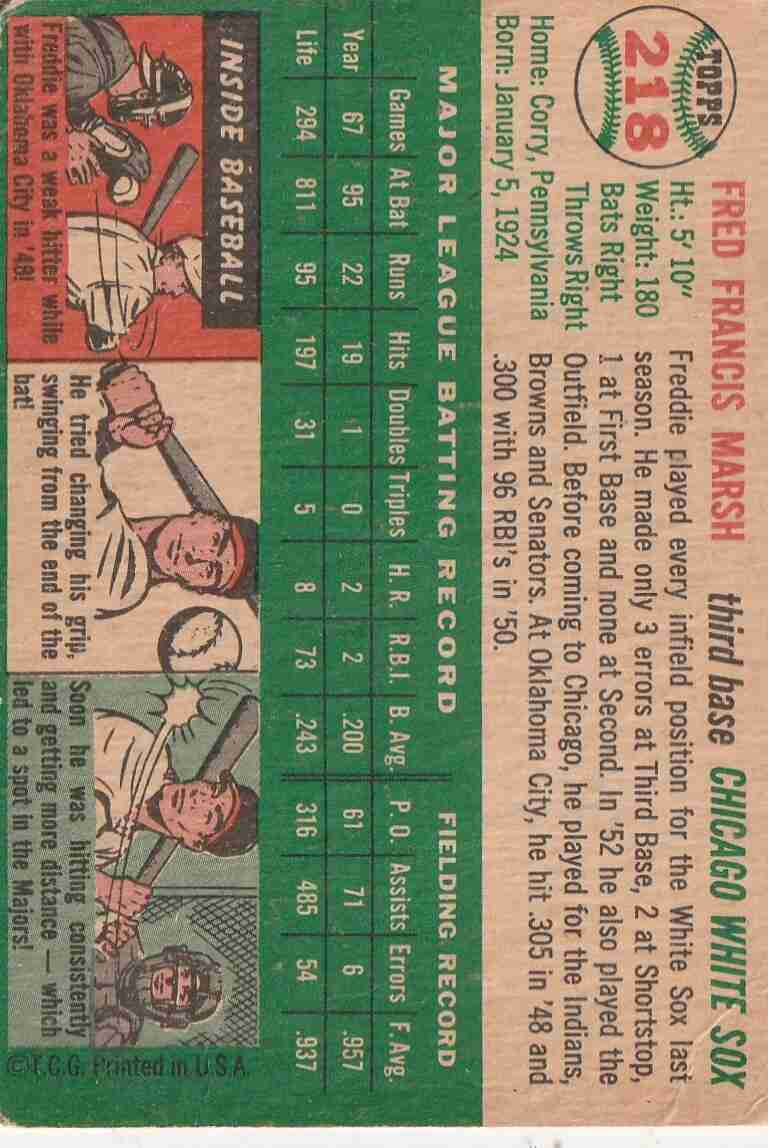 TOPPS
218
FRED FRANCIS MARSH third base CHICAGO WHITE SOX
Ht.: 5' 10"
Weight: 180
Bats Right
Throws Right
Home: Corry, Pennsylvania
Born: January 5, 1924
Freddie played every infield position for the White Sox last
season. He made only 3 errors at Third Base, 2 at Shortstop,
1 at First Base and none at Second. In '52 he also played the
Outfield. Before coming to Chicago, he played for the Indians,
Browns and Senators. At Oklahoma City, he hit .305 in '48 and
.300 with 96 RBI's in '50.
MAJOR LEAGUE BATTING RECORD FIELDING RECORD
Games At Bat Runs Hits Doubles Triples H. R. R.B.I. B. Avg. P. O. Assists Errors F. Avg.
Year 67 95 22 19 1 0 2 2 .200 61 71 6 .957
Life 294 811 95 197 31 5 8 73 .243 316 485 54 .937
INSIDE BASEBALL
Freddie was a weak hitter while
with Oklahoma City in '48!
He tried changing his grip,
swinging from the end of the
bat!
Soon he was hitting consistently
and getting more distance — which
led to a spot in the Majors!
© T.C.G. Printed in U.S.A.